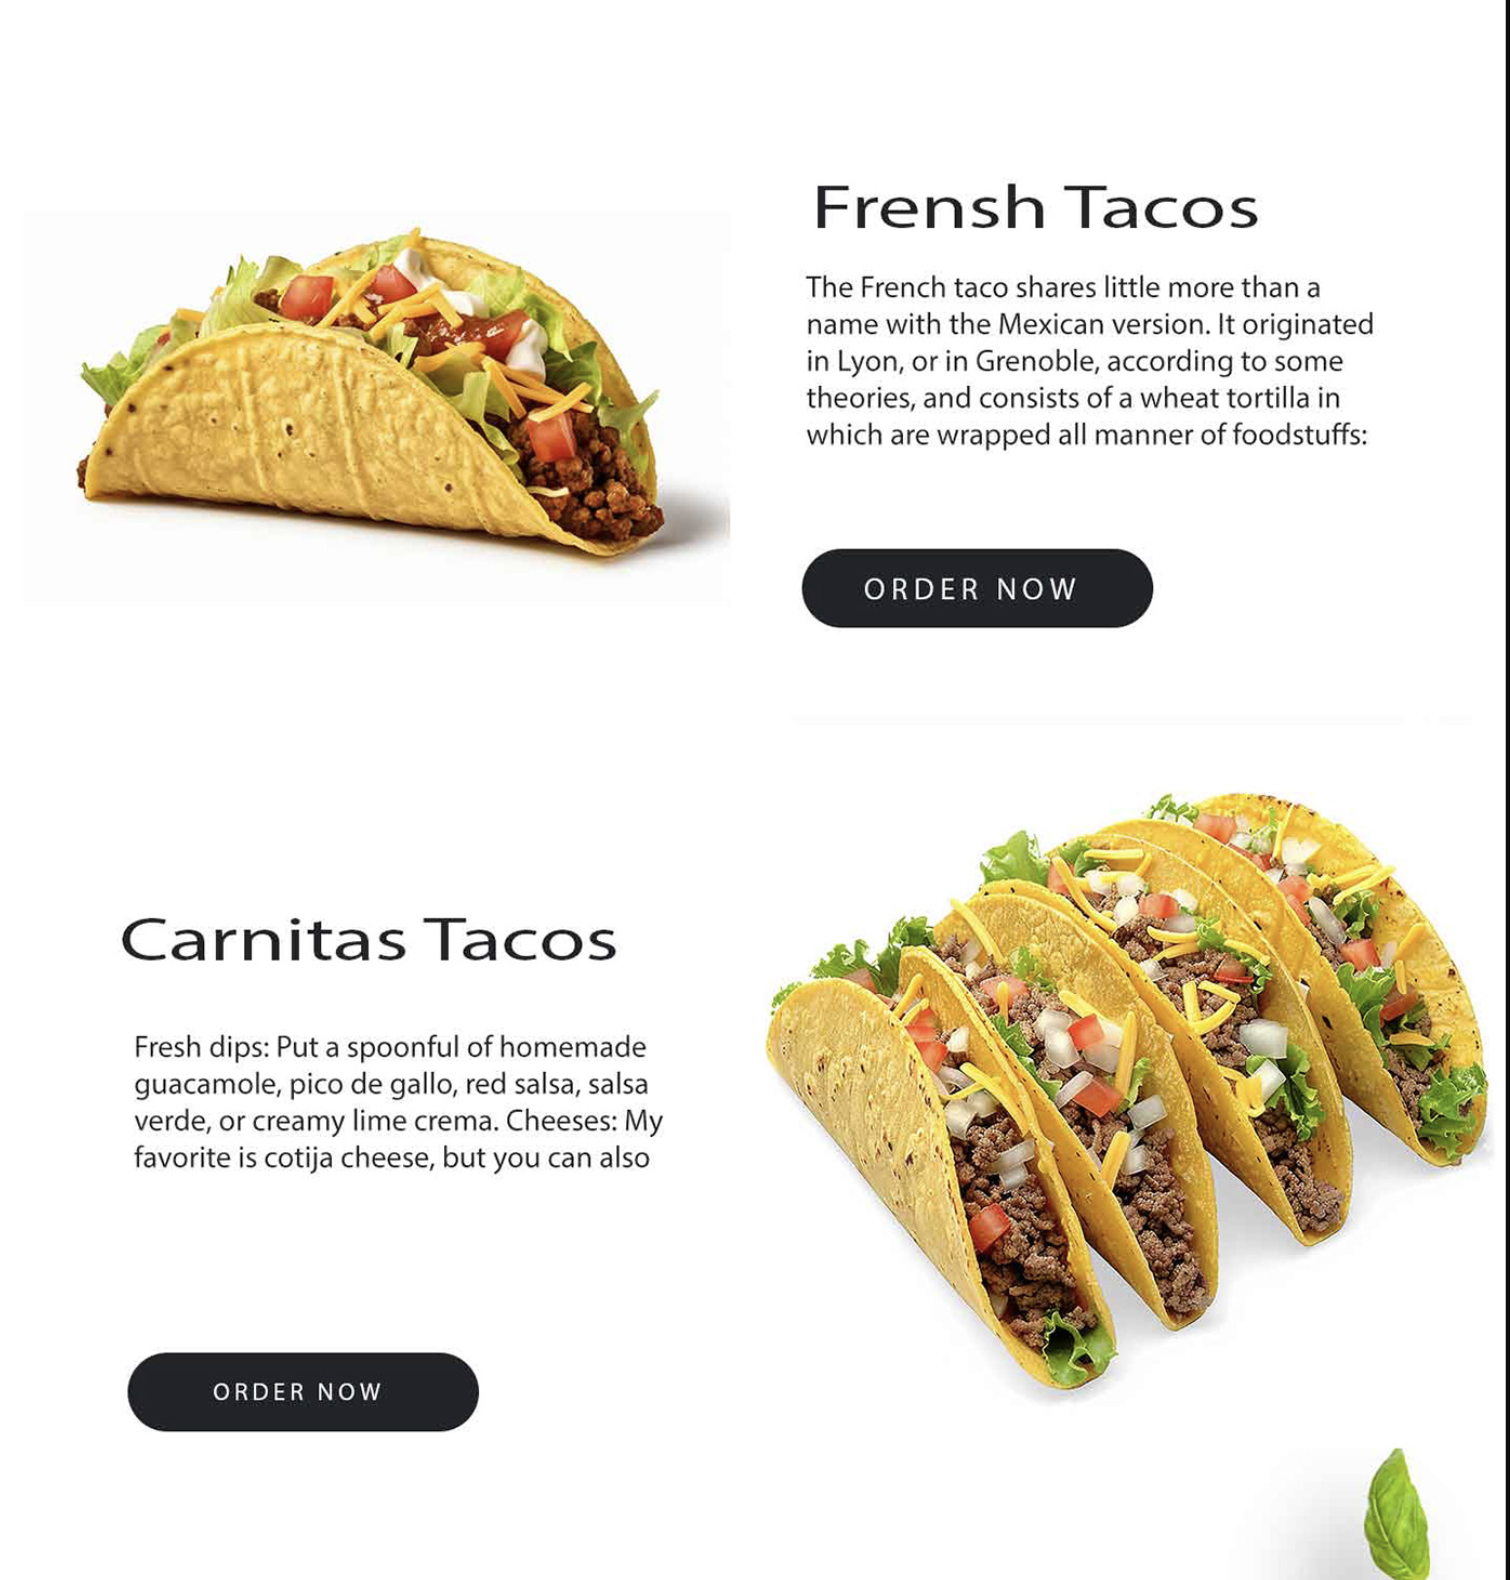 Frensh Tacos
The French taco shares little more than a
name with the Mexican version. It originated
in Lyon, or in Grenoble, according to some
theories, and consists of a wheat tortilla in
which are wrapped all manner of foodstuffs:
ORDER NOW
Carnitas Tacos
Fresh dips: Put a spoonful of homemade
guacamole, pico de gallo, red salsa, salsa
verde, or creamy lime crema. Cheeses: My
favorite is cotija cheese, but you can also
ORDER NOW